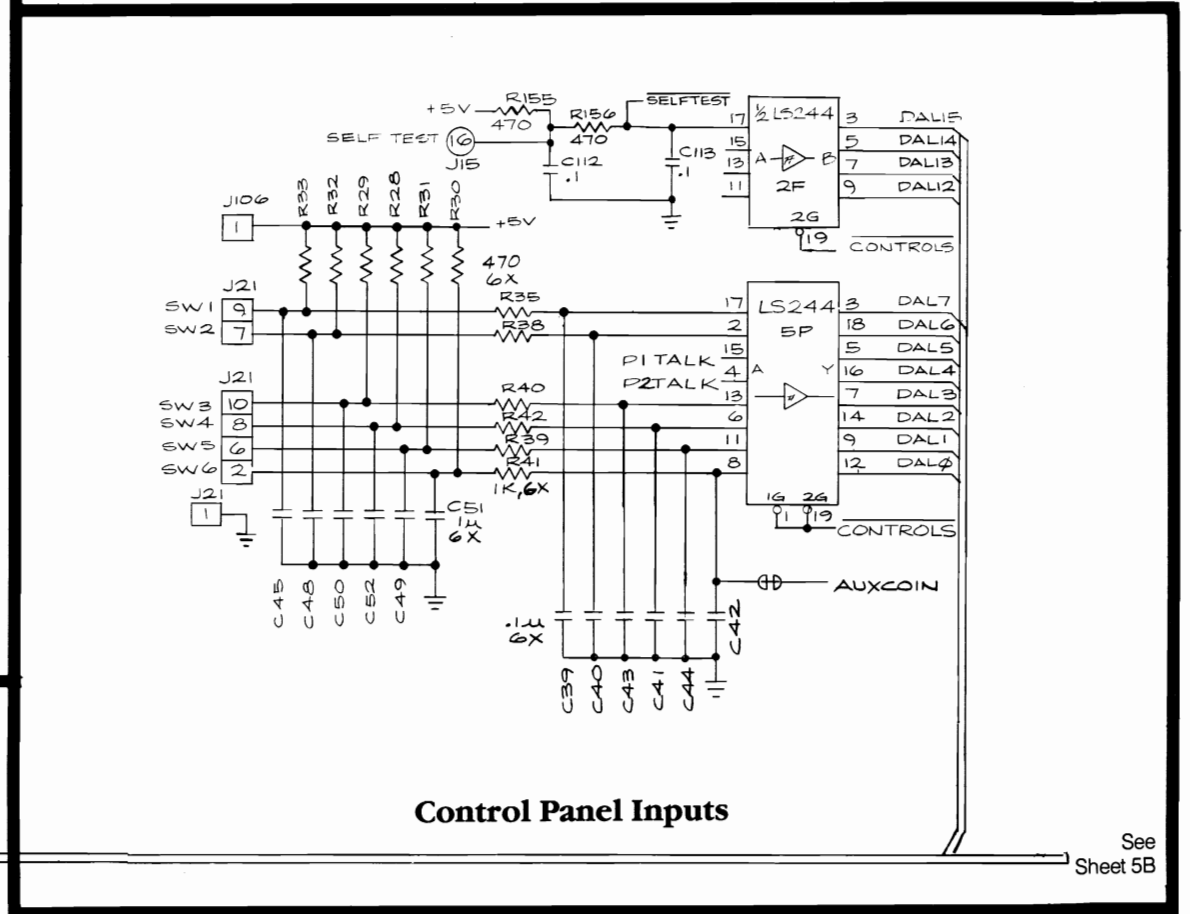 +5V R155 470
R156 470
SELFTEST
SELF TEST 16 J15
C112 .1
C113 .1
17 ½LS244 3 DAL15
15 5 DAL14
13 A # B 7 DAL13
11 2F 9 DAL12
2G
19 CONTROLS
J106
1
R33 R32 R29 R28 R31 R30
+5V
470
6X
J21
SW1 9 R35 17 LS244 3 DAL7
SW2 7 R38 2 5P 18 DAL6
P1TALK 15 5 DAL5
P2TALK 4 A Y 16 DAL4
J21
SW3 10 R40 13 # 7 DAL3
SW4 8 R42 6 14 DAL2
SW5 6 R39 11 9 DAL1
SW6 2 R41 8 12 DALØ
1K,6X
J21
1
1G 2G
1 19
CONTROLS
C51
1µ
6X
C45 C48 C50 C52 C49
AUXCOIN
.1µ
6X
C39 C40 C43 C41 C44 C42
Control Panel Inputs
See
Sheet 5B